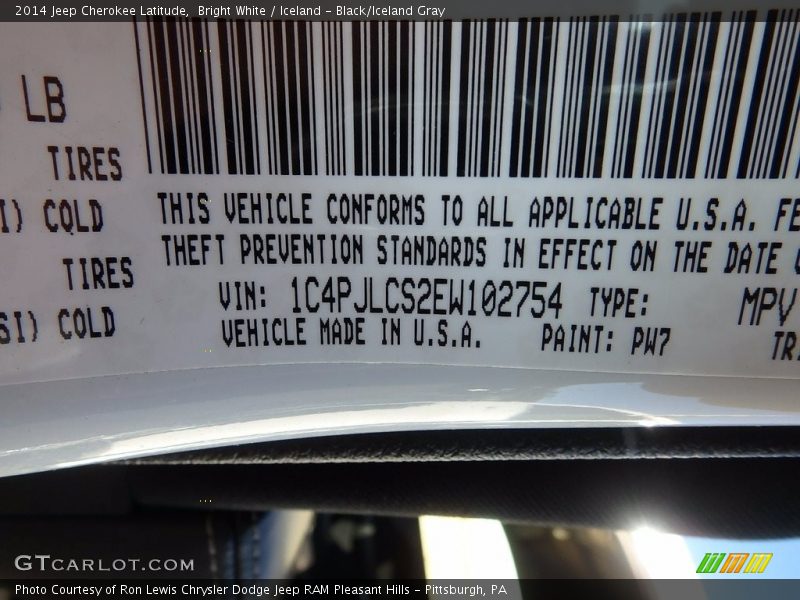 2014 Jeep Cherokee Latitude, Bright White / Iceland - Black/Iceland Gray
LB
TIRES
COLD
TIRES
COLD
THIS VEHICLE CONFORMS TO ALL APPLICABLE U.S.A. FE
THEFT PREVENTION STANDARDS IN EFFECT ON THE DATE
VIN: 1C4PJLCS2EW102754 TYPE: MPV
VEHICLE MADE IN U.S.A. PAINT: PW7
GTCARLOT.COM
Photo Courtesy of Ron Lewis Chrysler Dodge Jeep RAM Pleasant Hills - Pittsburgh, PA